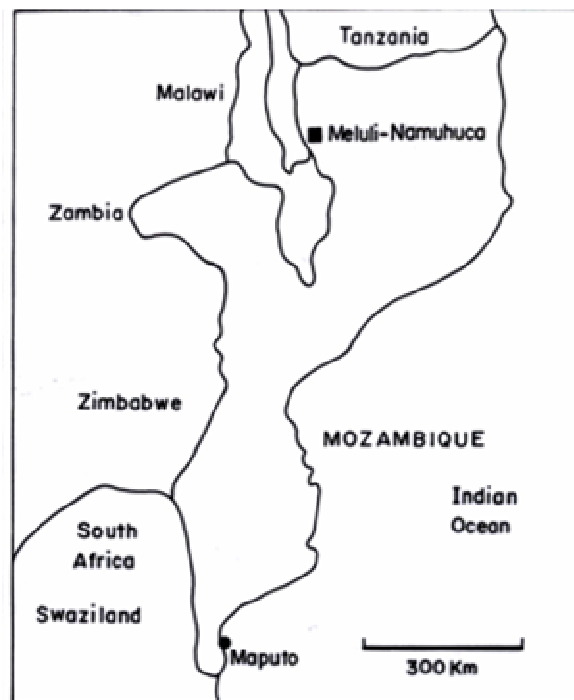 Tanzania
Malawi
Meluli-Namuhuca
Zambia
Zimbabwe
MOZAMBIQUE
Indian
Ocean
South
Africa
Swaziland
Maputo
300 Km